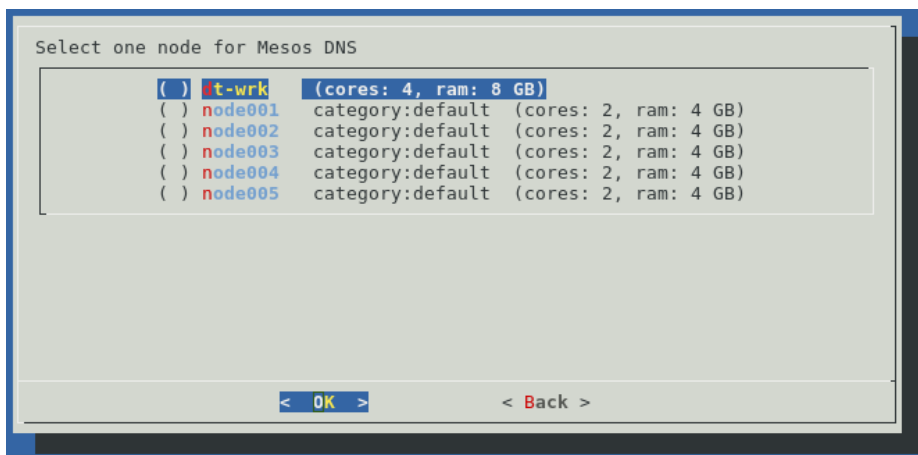 Select one node for Mesos DNS
( ) dt-wrk (cores: 4, ram: 8 GB)
( ) node001 category:default (cores: 2, ram: 4 GB)
( ) node002 category:default (cores: 2, ram: 4 GB)
( ) node003 category:default (cores: 2, ram: 4 GB)
( ) node004 category:default (cores: 2, ram: 4 GB)
( ) node005 category:default (cores: 2, ram: 4 GB)
< OK > < Back >